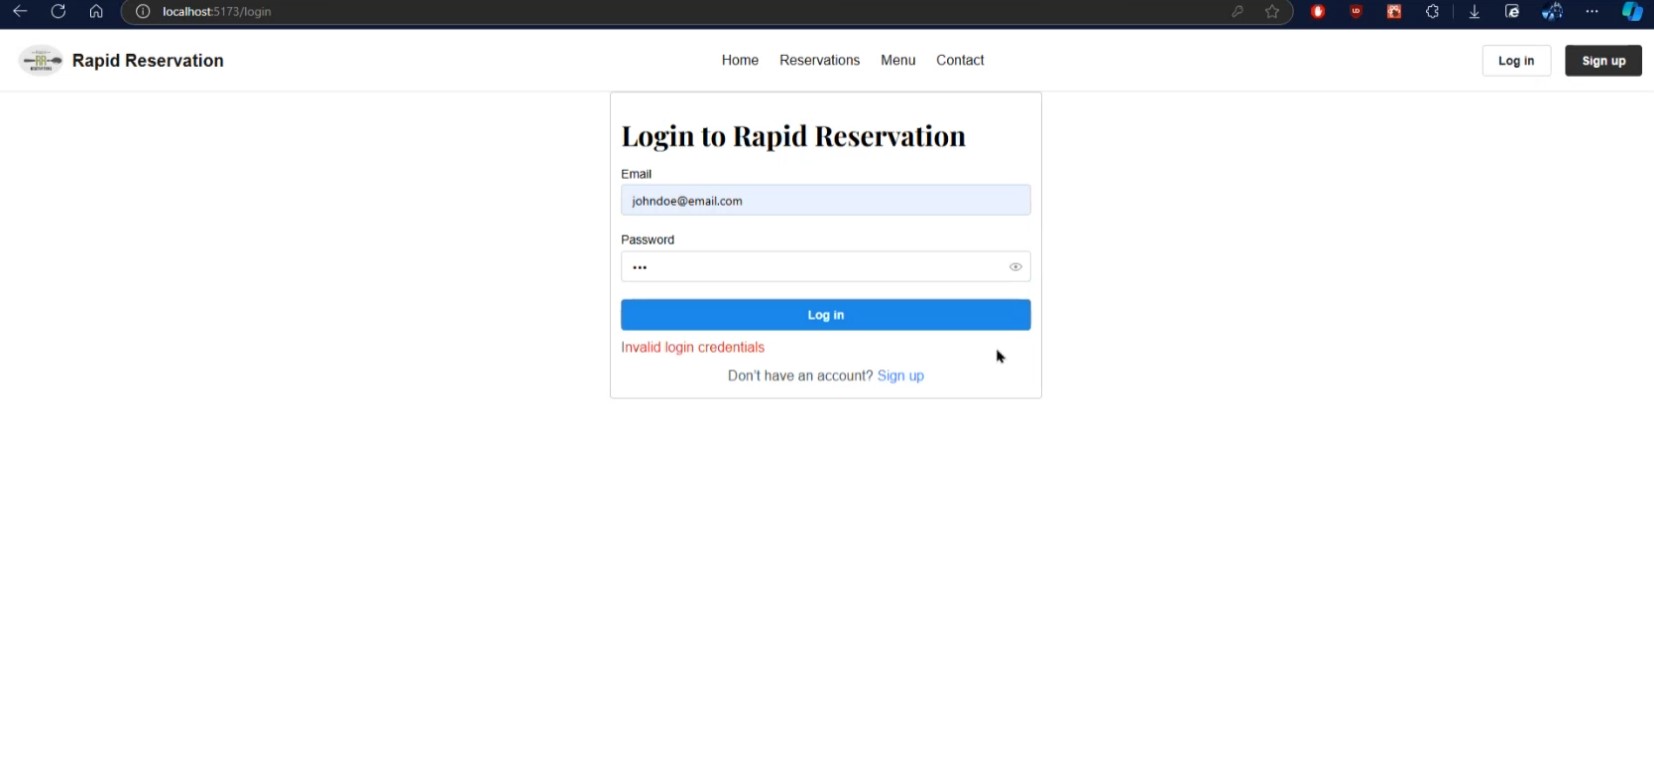 localhost:5173/login
Rapid Reservation
Home Reservations Menu Contact
Log in Sign up
Login to Rapid Reservation
Email
johndoe@email.com
Password
•••
Log in
Invalid login credentials
Don't have an account? Sign up